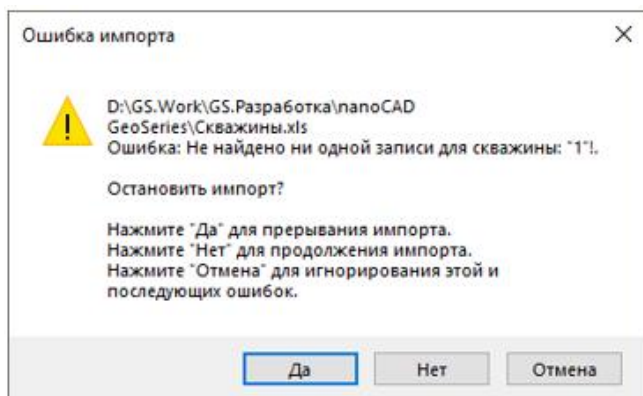 Ошибка импорта
D:\GS.Work\GS.Разработка\nanoCAD
GeoSeries\Скважины.xls
Ошибка: Не найдено ни одной записи для скважины: "1"!.
Остановить импорт?
Нажмите "Да" для прерывания импорта.
Нажмите "Нет" для продолжения импорта.
Нажмите "Отмена" для игнорирования этой и
последующих ошибок.
Да Нет Отмена